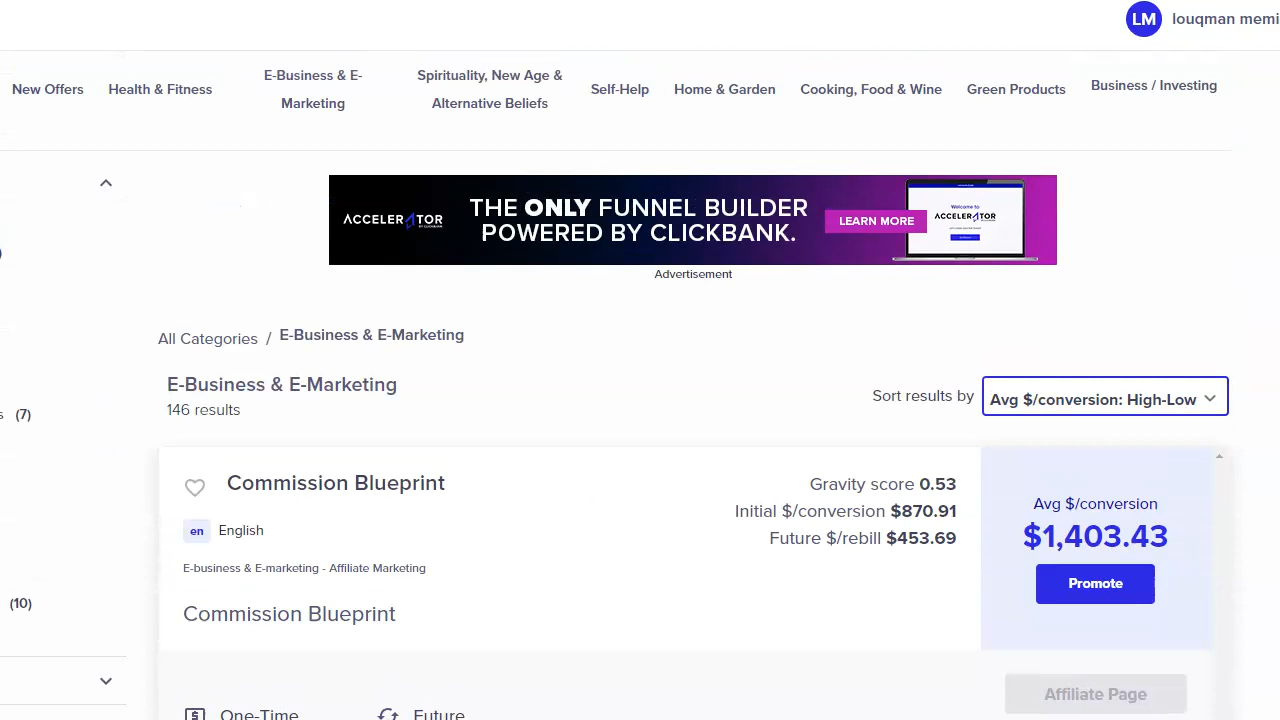 LM louqman memi
New Offers
Health & Fitness
E-Business & E-
Marketing
Spirituality, New Age &
Alternative Beliefs
Self-Help
Home & Garden
Cooking, Food & Wine
Green Products
Business / Investing
ACCELERATOR
BY CLICKBANK
THE ONLY FUNNEL BUILDER
POWERED BY CLICKBANK.
LEARN MORE
Welcome to
ACCELERATOR
Advertisement
All Categories / E-Business & E-Marketing
E-Business & E-Marketing
146 results
Sort results by Avg $/conversion: High-Low
s (7)
(10)
Commission Blueprint
en English
E-business & E-marketing - Affiliate Marketing
Commission Blueprint
Gravity score 0.53
Initial $/conversion $870.91
Future $/rebill $453.69
Avg $/conversion
$1,403.43
Promote
Affiliate Page
One-Time
Future